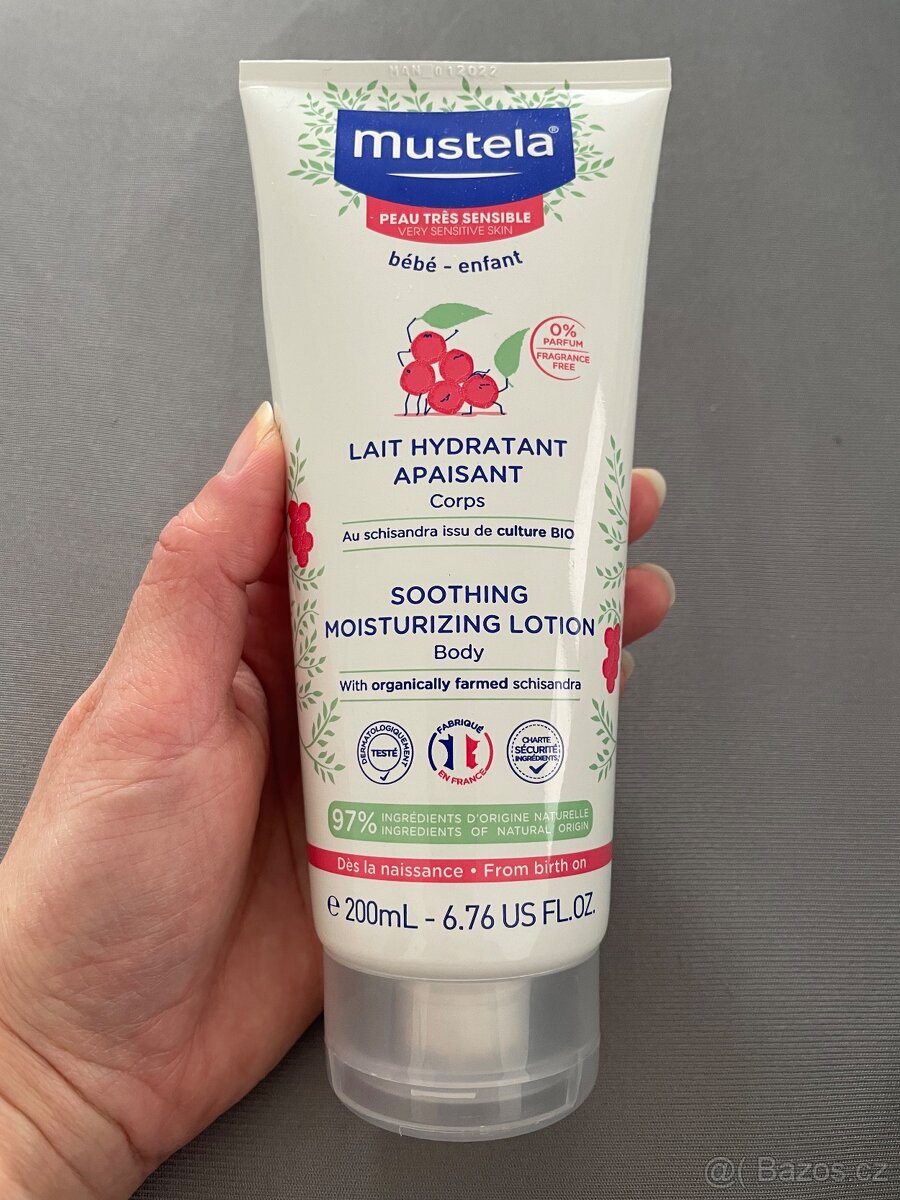 MAN_012022
mustela®
PEAU TRÈS SENSIBLE
VERY SENSITIVE SKIN
bébé - enfant
0%
PARFUM
FRAGRANCE
FREE
LAIT HYDRATANT
APAISANT
Corps
Au schisandra issu de culture BIO
SOOTHING
MOISTURIZING LOTION
Body
With organically farmed schisandra
DERMATOLOGIQUEMENT
TESTÉ
FABRIQUÉ
EN FRANCE
CHARTE
SÉCURITÉ
INGRÉDIENTS
97% INGRÉDIENTS D'ORIGINE NATURELLE
INGREDIENTS OF NATURAL ORIGIN
Dès la naissance • From birth on
e 200mL - 6.76 US FL.OZ.
@( Bazos.cz